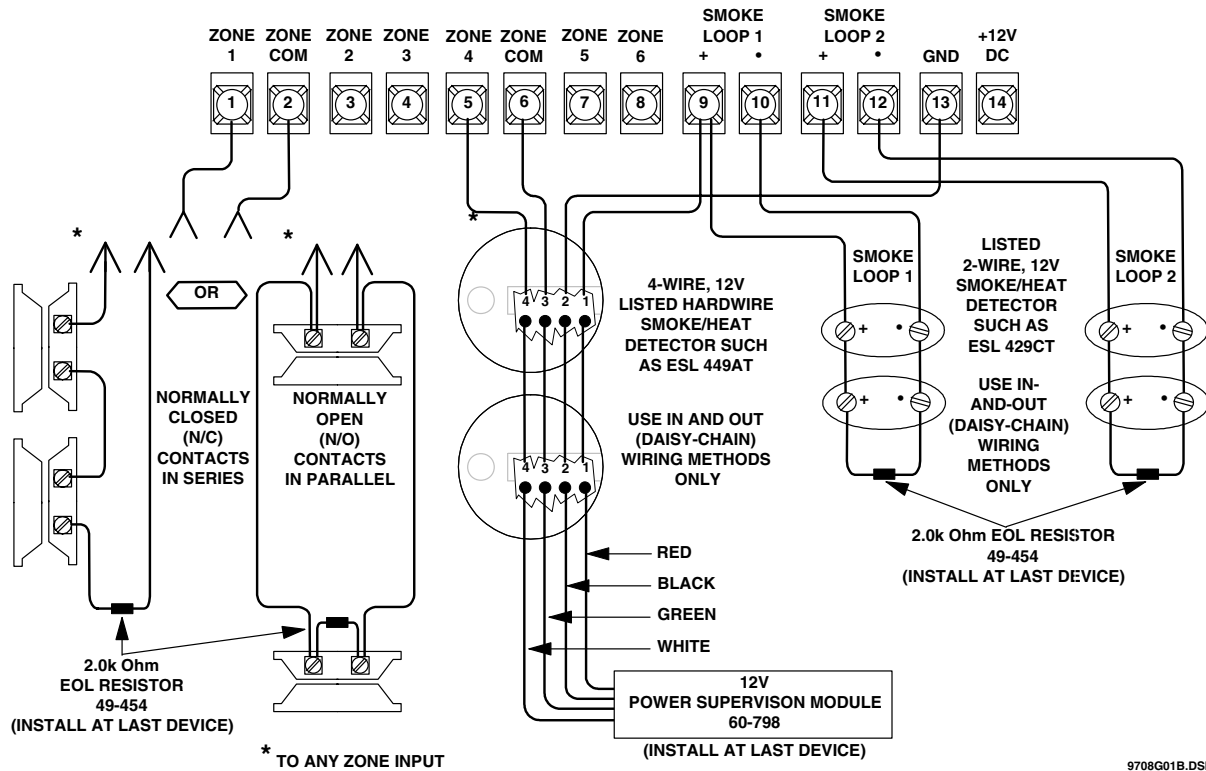 ZONE 1
ZONE COM
ZONE 2
ZONE 3
ZONE 4
ZONE COM
ZONE 5
ZONE 6
SMOKE LOOP 1
+ •
SMOKE LOOP 2
+ •
GND
+12V DC
1 2 3 4 5 6 7 8 9 10 11 12 13 14
*
*
OR
NORMALLY
CLOSED
(N/C)
CONTACTS
IN SERIES
NORMALLY
OPEN
(N/O)
CONTACTS
IN PARALLEL
2.0k Ohm
EOL RESISTOR
49-454
(INSTALL AT LAST DEVICE)
* TO ANY ZONE INPUT
*
4 3 2 1
4 3 2 1
4-WIRE, 12V
LISTED HARDWIRE
SMOKE/HEAT
DETECTOR SUCH
AS ESL 449AT
USE IN AND OUT
(DAISY-CHAIN)
WIRING METHODS
ONLY
RED
BLACK
GREEN
WHITE
12V
POWER SUPERVISON MODULE
60-798
(INSTALL AT LAST DEVICE)
SMOKE
LOOP 1
+ •
+ •
LISTED
2-WIRE, 12V
SMOKE/HEAT
DETECTOR
SUCH AS
ESL 429CT
USE IN-
AND-OUT
(DAISY-CHAIN)
WIRING
METHODS
ONLY
SMOKE
LOOP 2
+ •
+ •
2.0k Ohm EOL RESISTOR
49-454
(INSTALL AT LAST DEVICE)